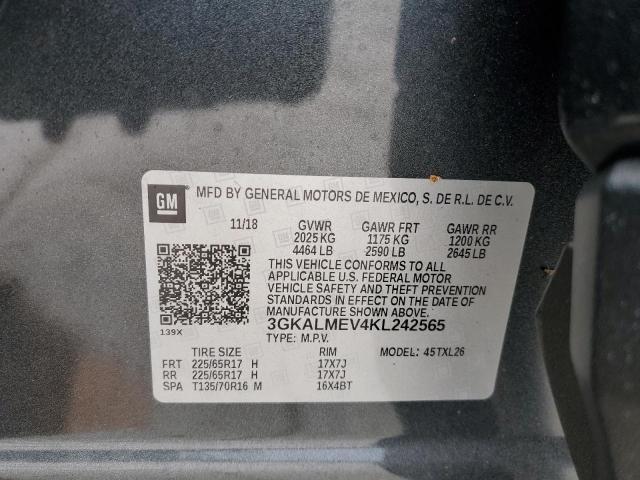 GM
MFD BY GENERAL MOTORS DE MEXICO, S. DE R.L. DE C.V.
11/18 GVWR GAWR FRT GAWR RR
2025 KG 1175 KG 1200 KG
4464 LB 2590 LB 2645 LB
THIS VEHICLE CONFORMS TO ALL
APPLICABLE U.S. FEDERAL MOTOR
VEHICLE SAFETY AND THEFT PREVENTION
STANDARDS IN EFFECT ON THE DATE OF
MANUFACTURE SHOWN ABOVE.
139X
3GKALMEV4KL242565
TYPE: M.P.V.
TIRE SIZE RIM MODEL: 45TXL26
FRT 225/65R17 H 17X7J
RR 225/65R17 H 17X7J
SPA T135/70R16 M 16X4BT